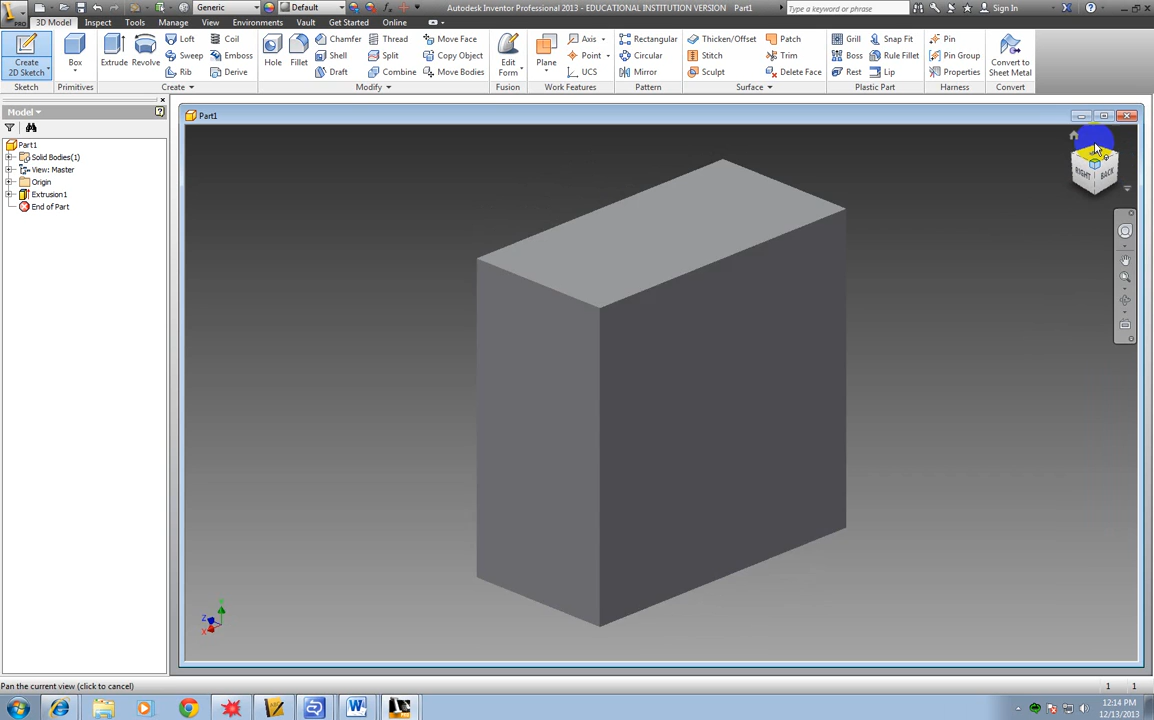 Generic
Default
Autodesk Inventor Professional 2013 - EDUCATIONAL INSTITUTION VERSION Part1
Type a keyword or phrase
Sign In
PRO
3D Model Inspect Tools Manage View Environments Vault Get Started Online
Create 2D Sketch
Sketch
Box
Primitives
Extrude Revolve Loft Sweep Rib Coil Emboss Derive
Create
Hole Fillet Chamfer Shell Draft Thread Split Combine Move Face Copy Object Move Bodies
Modify
Edit Form
Fusion
Plane Axis Point UCS
Work Features
Rectangular Circular Mirror
Pattern
Thicken/Offset Stitch Sculpt Patch Trim Delete Face
Surface
Grill Boss Rest Snap Fit Rule Fillet Lip
Plastic Part
Pin Pin Group Properties
Harness
Convert to Sheet Metal
Convert
Model
Part1
Solid Bodies(1)
View: Master
Origin
Extrusion1
End of Part
Part1
RIGHT BACK
Z
X
Pan the current view (click to cancel)
1 1
12:14 PM
12/13/2013